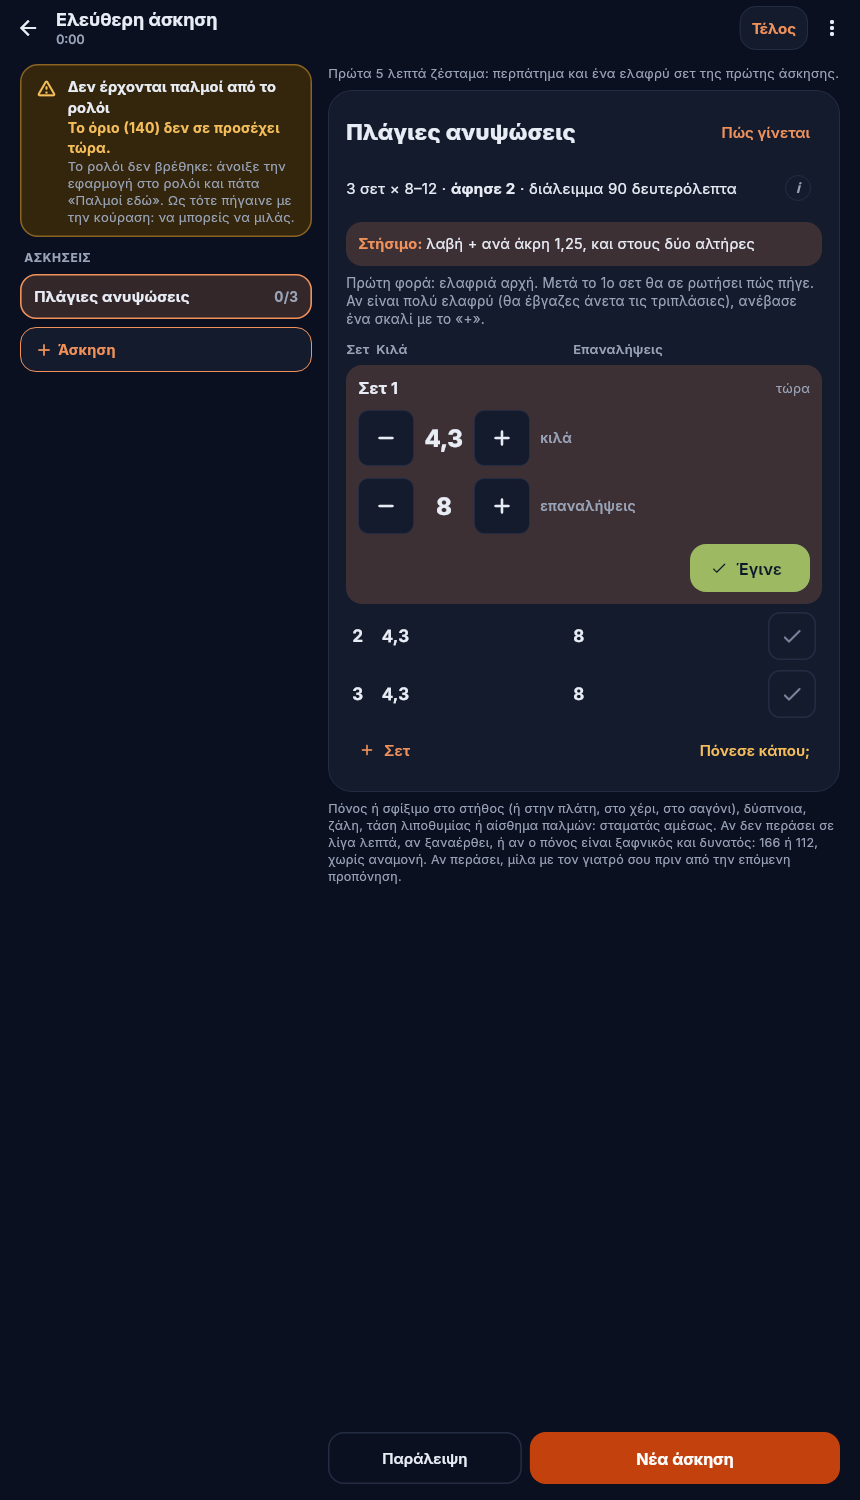 Ελεύθερη άσκηση
0:00
Τέλος
Δεν έρχονται παλμοί από το
ρολόι
Το όριο (140) δεν σε προσέχει
τώρα.
Το ρολόι δεν βρέθηκε: άνοιξε την
εφαρμογή στο ρολόι και πάτα
«Παλμοί εδώ». Ως τότε πήγαινε με
την κούραση: να μπορείς να μιλάς.
ΑΣΚΗΣΕΙΣ
Πλάγιες ανυψώσεις 0/3
+ Άσκηση
Πρώτα 5 λεπτά ζέσταμα: περπάτημα και ένα ελαφρύ σετ της πρώτης άσκησης.
Πλάγιες ανυψώσεις
Πώς γίνεται
3 σετ × 8–12 · άφησε 2 · διάλειμμα 90 δευτερόλεπτα
i
Στήσιμο: λαβή + ανά άκρη 1,25, και στους δύο αλτήρες
Πρώτη φορά: ελαφριά αρχή. Μετά το 1ο σετ θα σε ρωτήσει πώς πήγε.
Αν είναι πολύ ελαφρύ (θα έβγαζες άνετα τις τριπλάσιες), ανέβασε
ένα σκαλί με το «+».
Σετ Κιλά Επαναλήψεις
Σετ 1 τώρα
− 4,3 + κιλά
− 8 + επαναλήψεις
Έγινε
2 4,3 8
3 4,3 8
+ Σετ Πόνεσε κάπου;
Πόνος ή σφίξιμο στο στήθος (ή στην πλάτη, στο χέρι, στο σαγόνι), δύσπνοια,
ζάλη, τάση λιποθυμίας ή αίσθημα παλμών: σταματάς αμέσως. Αν δεν περάσει σε
λίγα λεπτά, αν ξαναέρθει, ή αν ο πόνος είναι ξαφνικός και δυνατός: 166 ή 112,
χωρίς αναμονή. Αν περάσει, μίλα με τον γιατρό σου πριν από την επόμενη
προπόνηση.
Παράλειψη
Νέα άσκηση